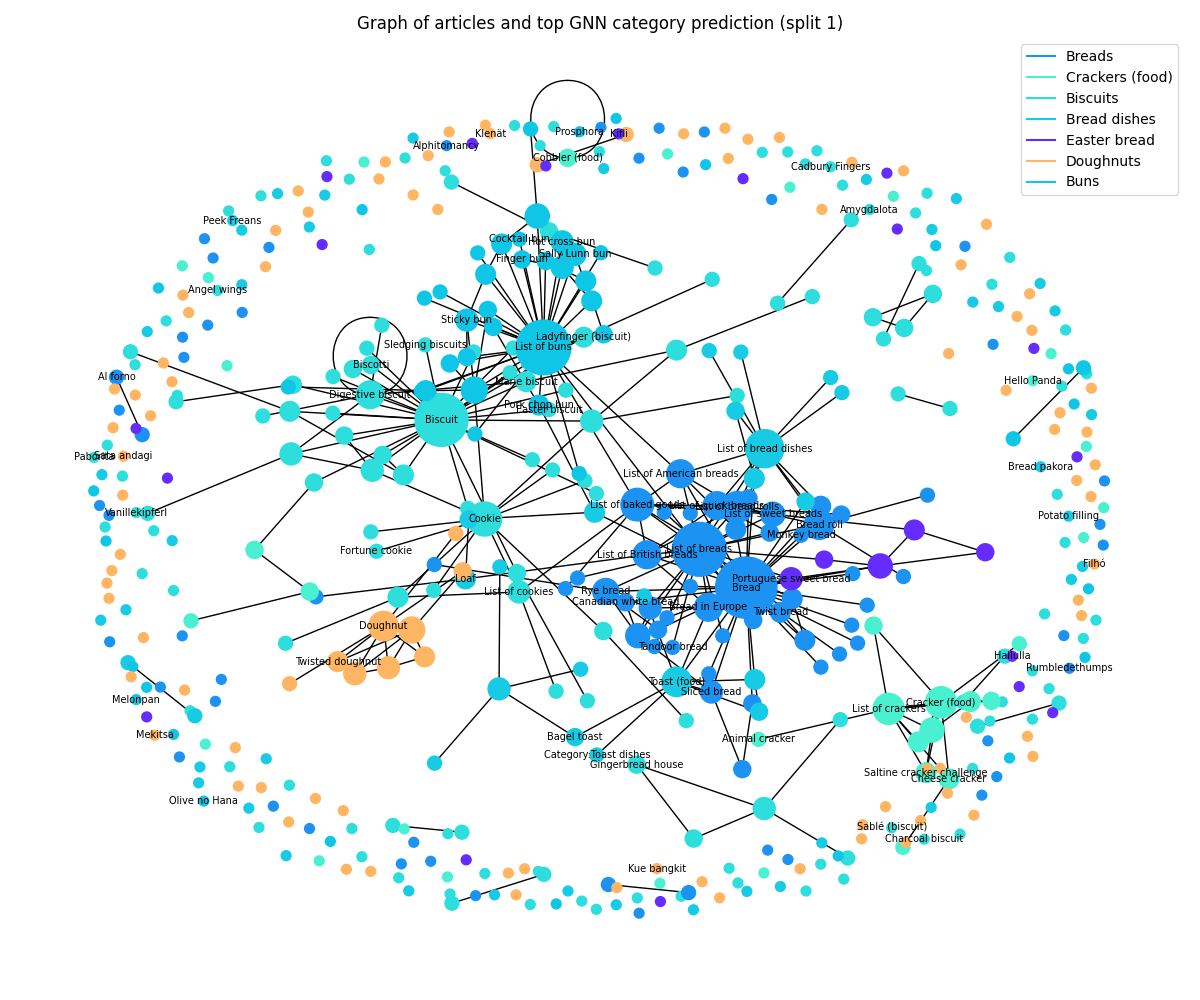 Graph of articles and top GNN category prediction (split 1)
Breads
Crackers (food)
Biscuits
Bread dishes
Easter bread
Doughnuts
Buns
Klenät
Prosphora
Kifli
Alphitomancy
Cobbler (food)
Cadbury Fingers
Amygdalota
Peek Freans
Cocktail bun
Hot cross bun
Sally Lunn bun
Finger bun
Angel wings
Sticky bun
Ladyfinger (biscuit)
List of buns
Sledging biscuits
Biscotti
Al forno
Hello Panda
Marie biscuit
Digestive biscuit
Pork chop bun
Easter biscuit
Biscuit
List of bread dishes
Paborita
Sata andagi
Bread pakora
List of American breads
List of baked goods
List of bread rolls
List of sweet breads
Vanillekipferl
Cookie
Potato filling
Bread roll
Monkey bread
Fortune cookie
List of British breads
List of breads
Filhó
Loaf
Portuguese sweet bread
Bread
List of cookies
Rye bread
Canadian white bread
Bread in Europe
Twist bread
Doughnut
Tandoor bread
Twisted doughnut
Hallulla
Rumbledethumps
Toast (food)
Sliced bread
Melonpan
Cracker (food)
List of crackers
Mekitsa
Bagel toast
Animal cracker
Category:Toast dishes
Gingerbread house
Saltine cracker challenge
Cheese cracker
Olive no Hana
Sablé (biscuit)
Charcoal biscuit
Kue bangkit